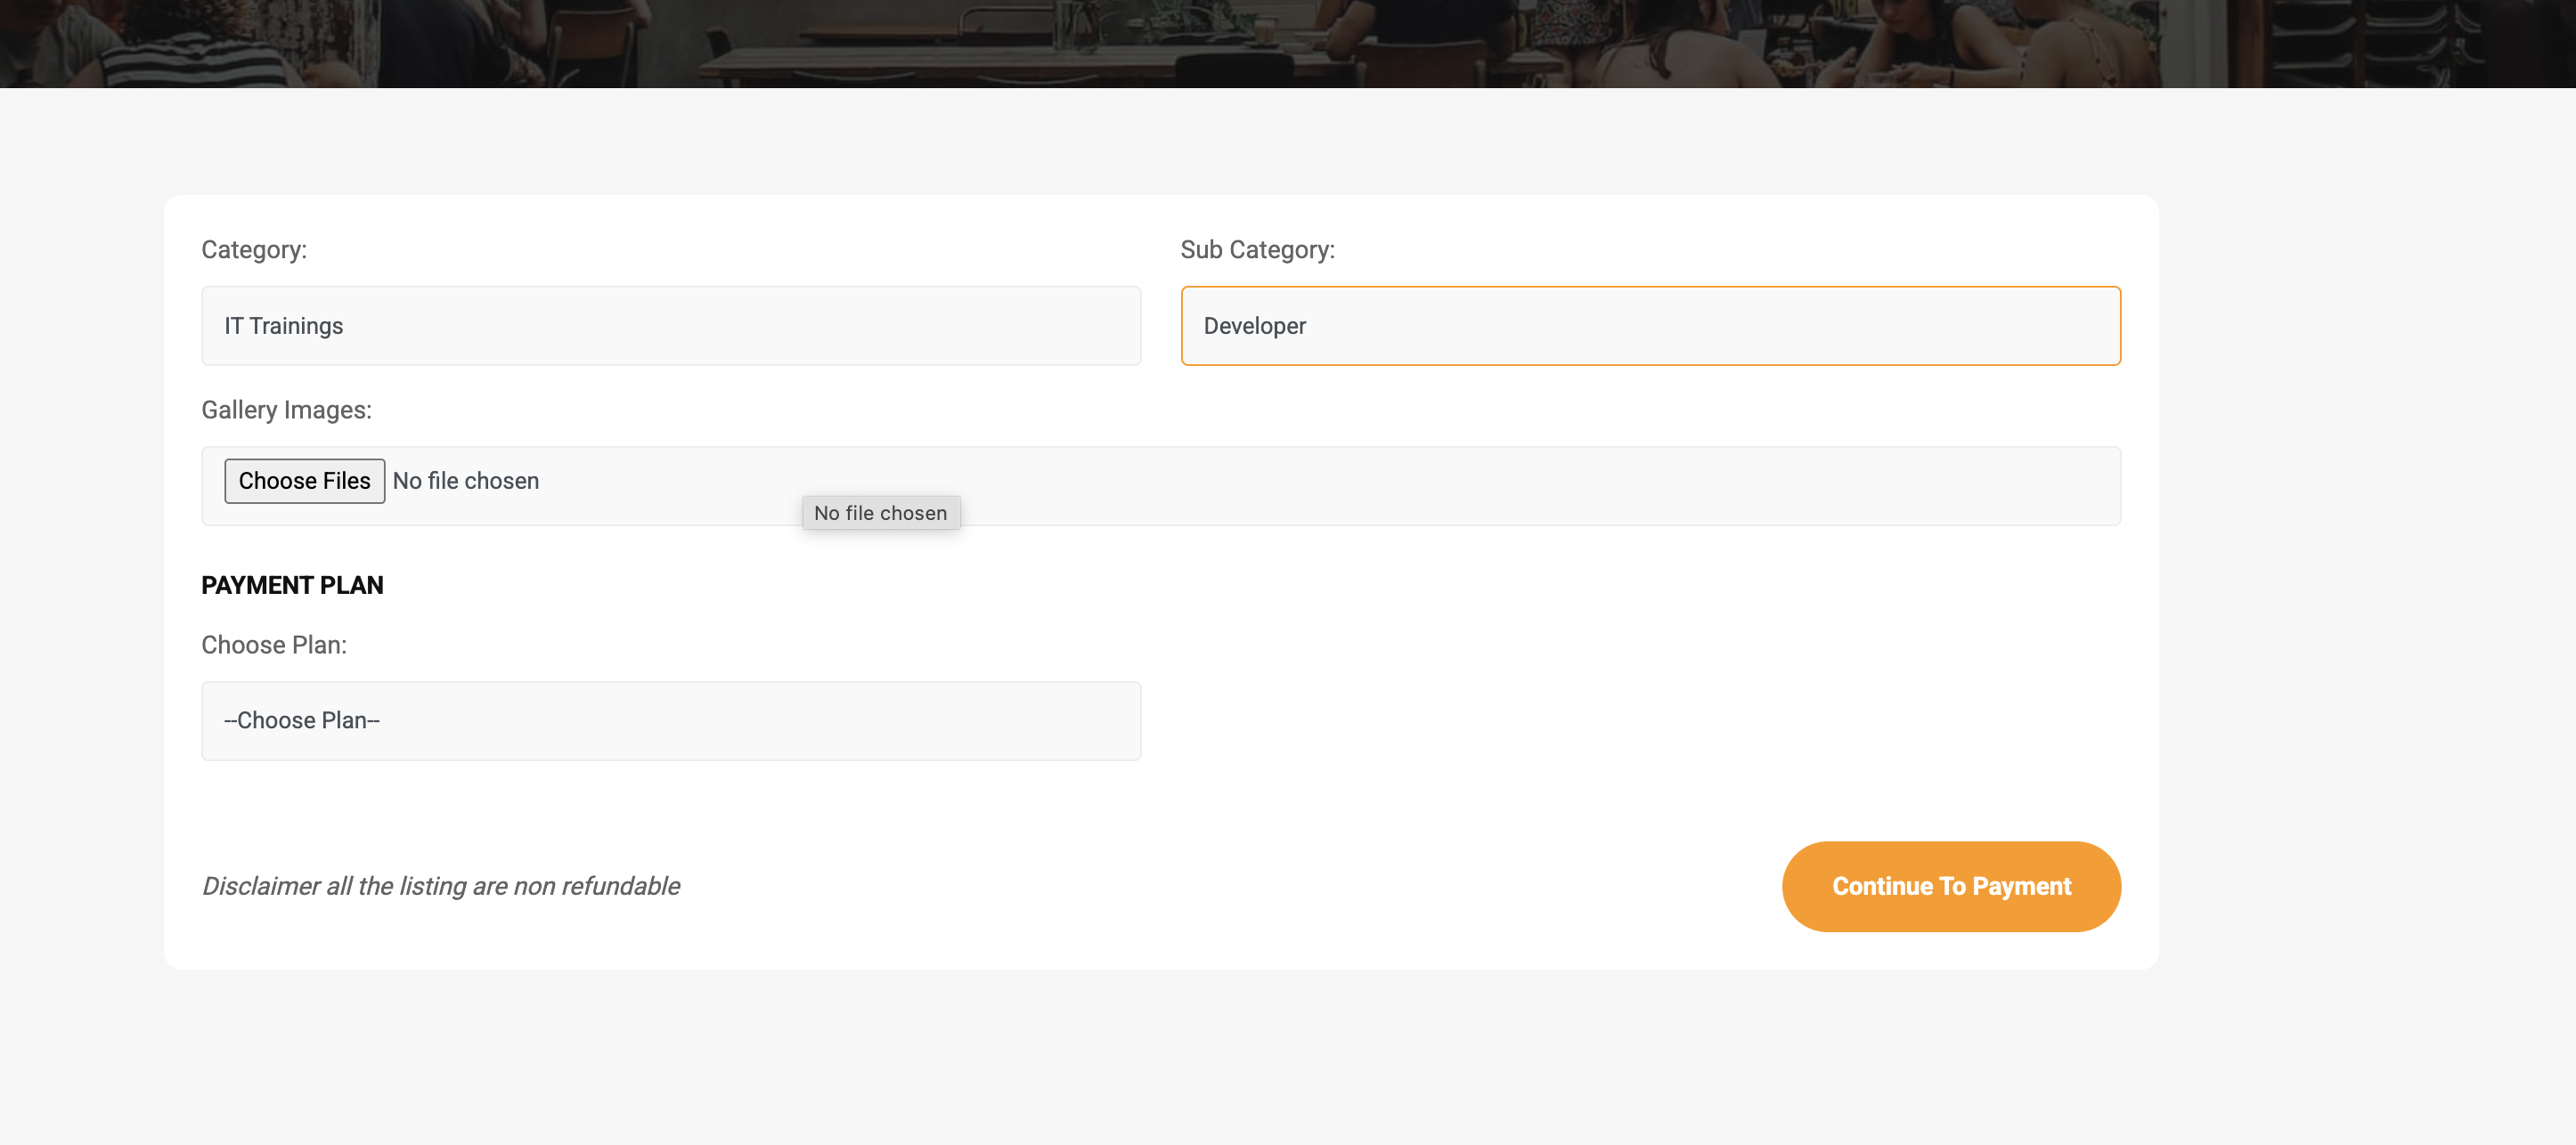 Category:
Sub Category:
IT Trainings
Developer
Gallery Images:
Choose Files No file chosen
No file chosen
PAYMENT PLAN
Choose Plan:
--Choose Plan--
Disclaimer all the listing are non refundable
Continue To Payment